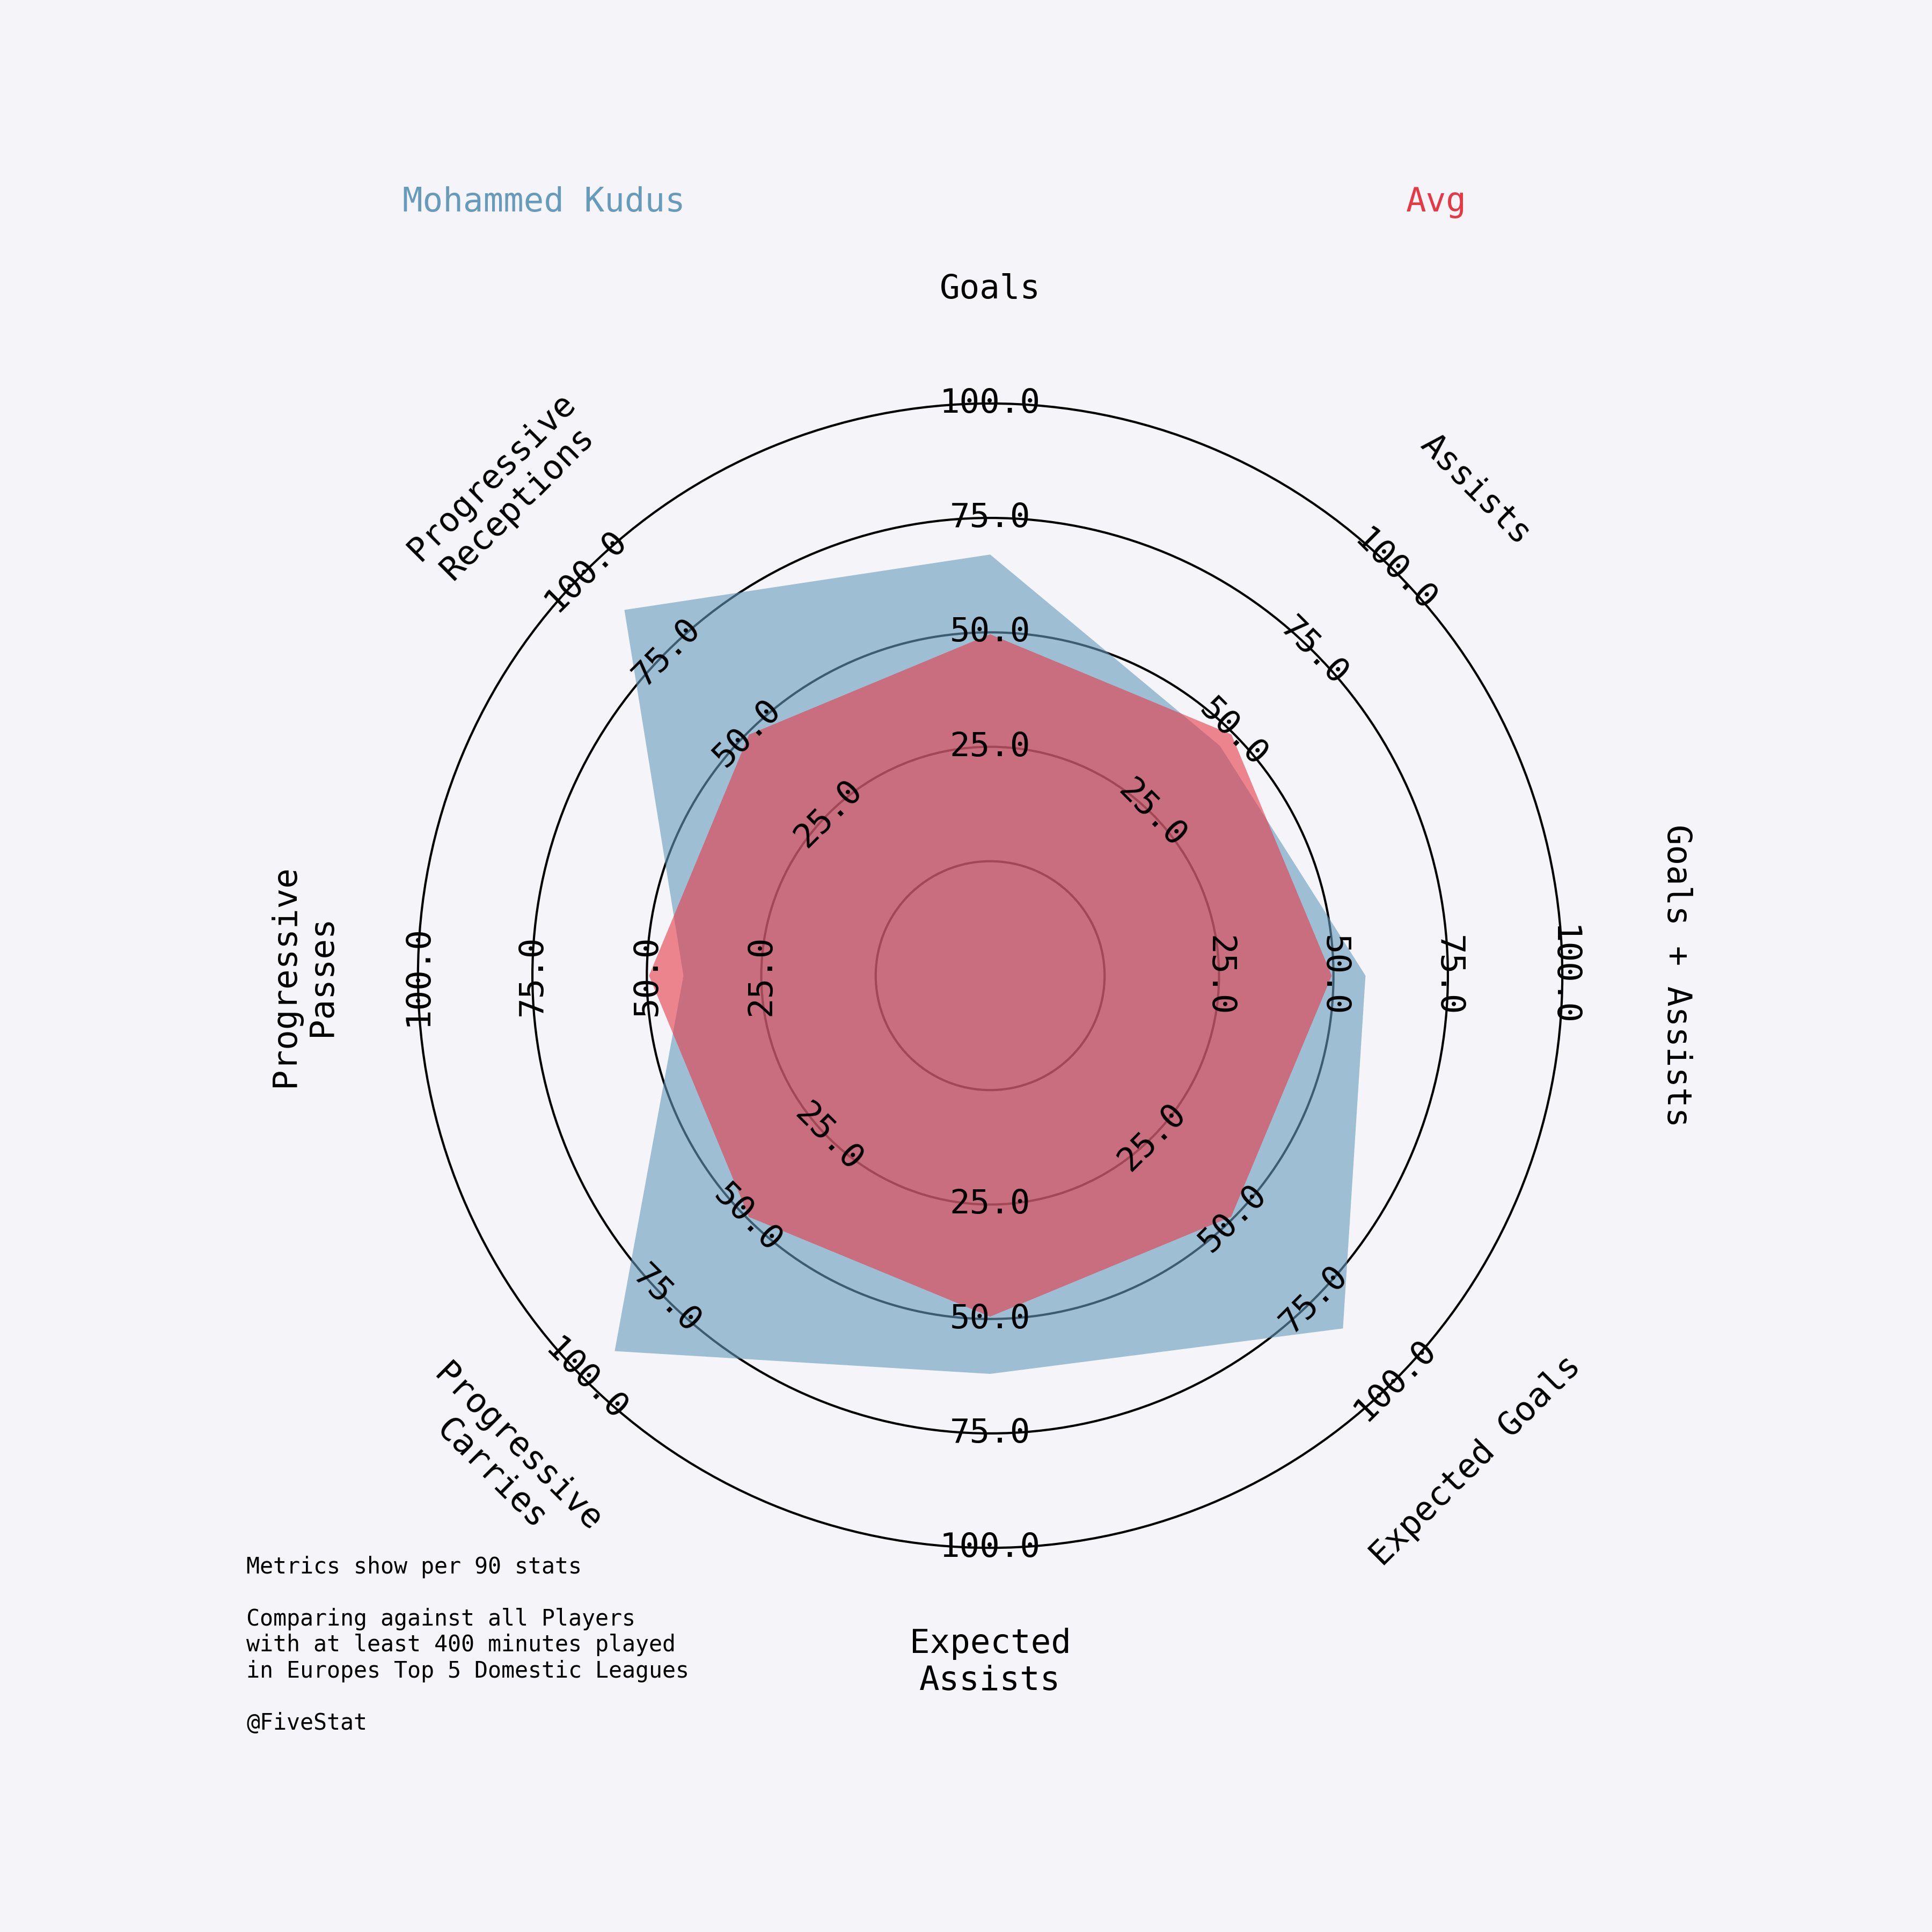 Mohammed Kudus
Avg
Goals
Assists
Goals + Assists
Expected Goals
Expected
Assists
Progressive
Carries
Progressive
Passes
Progressive
Receptions
25.0
50.0
75.0
100.0
25.0
50.0
75.0
100.0
25.0
50.0
75.0
100.0
25.0
50.0
75.0
100.0
25.0
50.0
75.0
100.0
25.0
50.0
75.0
100.0
25.0
50.0
75.0
100.0
25.0
50.0
75.0
100.0
Metrics show per 90 stats
Comparing against all Players
with at least 400 minutes played
in Europes Top 5 Domestic Leagues
@FiveStat